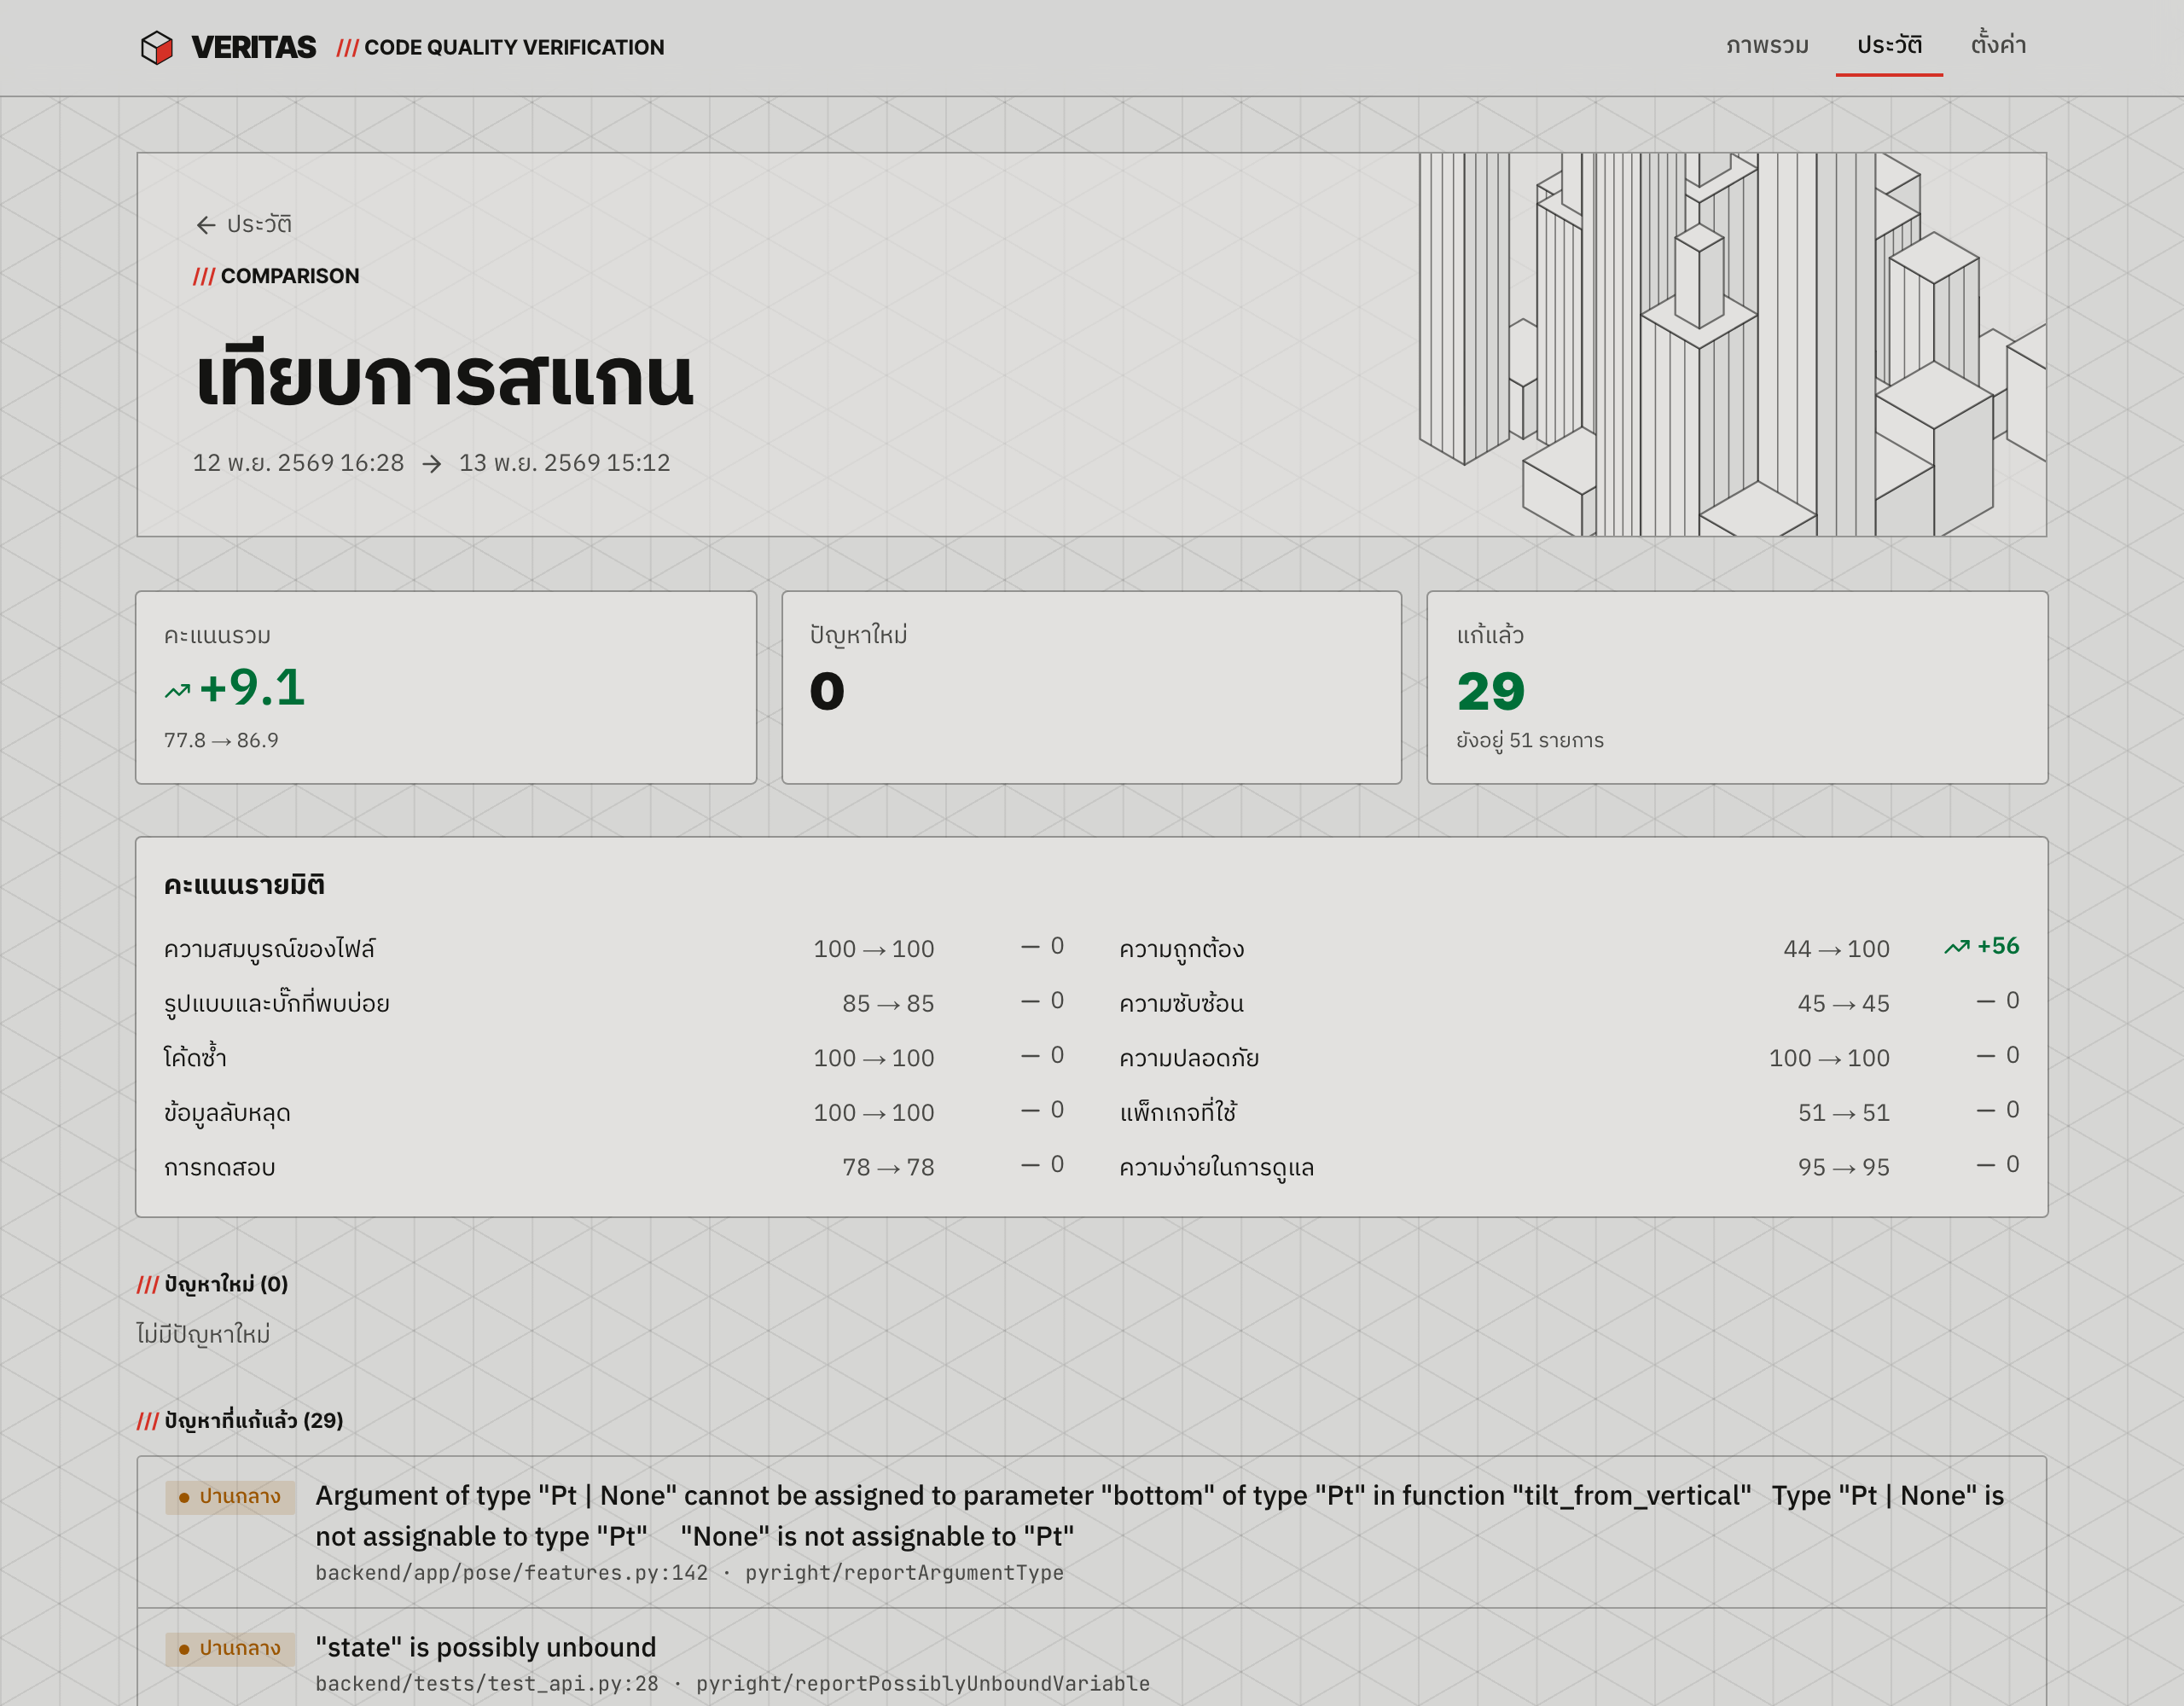 VERITAS /// CODE QUALITY VERIFICATION
ภาพรวม ประวัติ ตั้งค่า
← ประวัติ
/// COMPARISON
เทียบการสแกน
12 พ.ย. 2569 16:28 → 13 พ.ย. 2569 15:12
คะแนนรวม
+9.1
77.8 → 86.9
ปัญหาใหม่
0
แก้แล้ว
29
ยังอยู่ 51 รายการ
คะแนนรายมิติ
ความสมบูรณ์ของไฟล์ 100 → 100 — 0
ความถูกต้อง 44 → 100 +56
รูปแบบและบั๊กที่พบบ่อย 85 → 85 — 0
ความซับซ้อน 45 → 45 — 0
โค้ดซ้ำ 100 → 100 — 0
ความปลอดภัย 100 → 100 — 0
ข้อมูลลับหลุด 100 → 100 — 0
แพ็กเกจที่ใช้ 51 → 51 — 0
การทดสอบ 78 → 78 — 0
ความง่ายในการดูแล 95 → 95 — 0
/// ปัญหาใหม่ (0)
ไม่มีปัญหาใหม่
/// ปัญหาที่แก้แล้ว (29)
ปานกลาง
Argument of type "Pt | None" cannot be assigned to parameter "bottom" of type "Pt" in function "tilt_from_vertical" Type "Pt | None" is
not assignable to type "Pt" "None" is not assignable to "Pt"
backend/app/pose/features.py:142 · pyright/reportArgumentType
ปานกลาง
"state" is possibly unbound
backend/tests/test_api.py:28 · pyright/reportPossiblyUnboundVariable